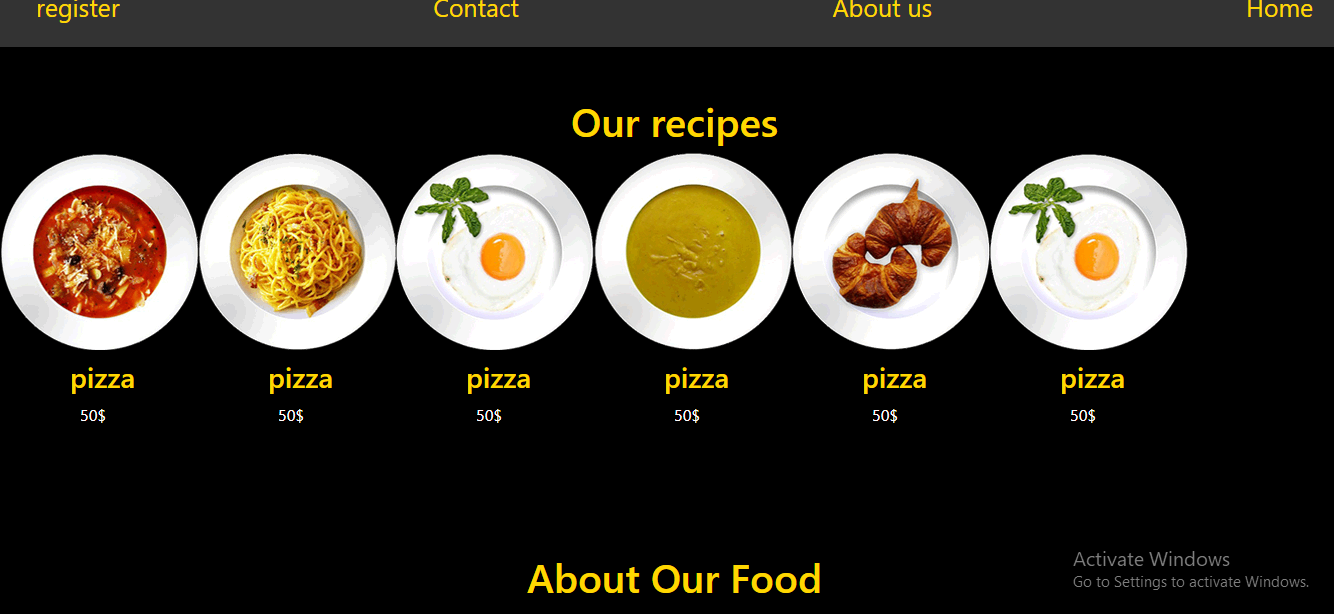 register Contact About us Home
Our recipes
pizza pizza pizza pizza pizza pizza
50$ 50$ 50$ 50$ 50$ 50$
About Our Food
Activate Windows
Go to Settings to activate Windows.